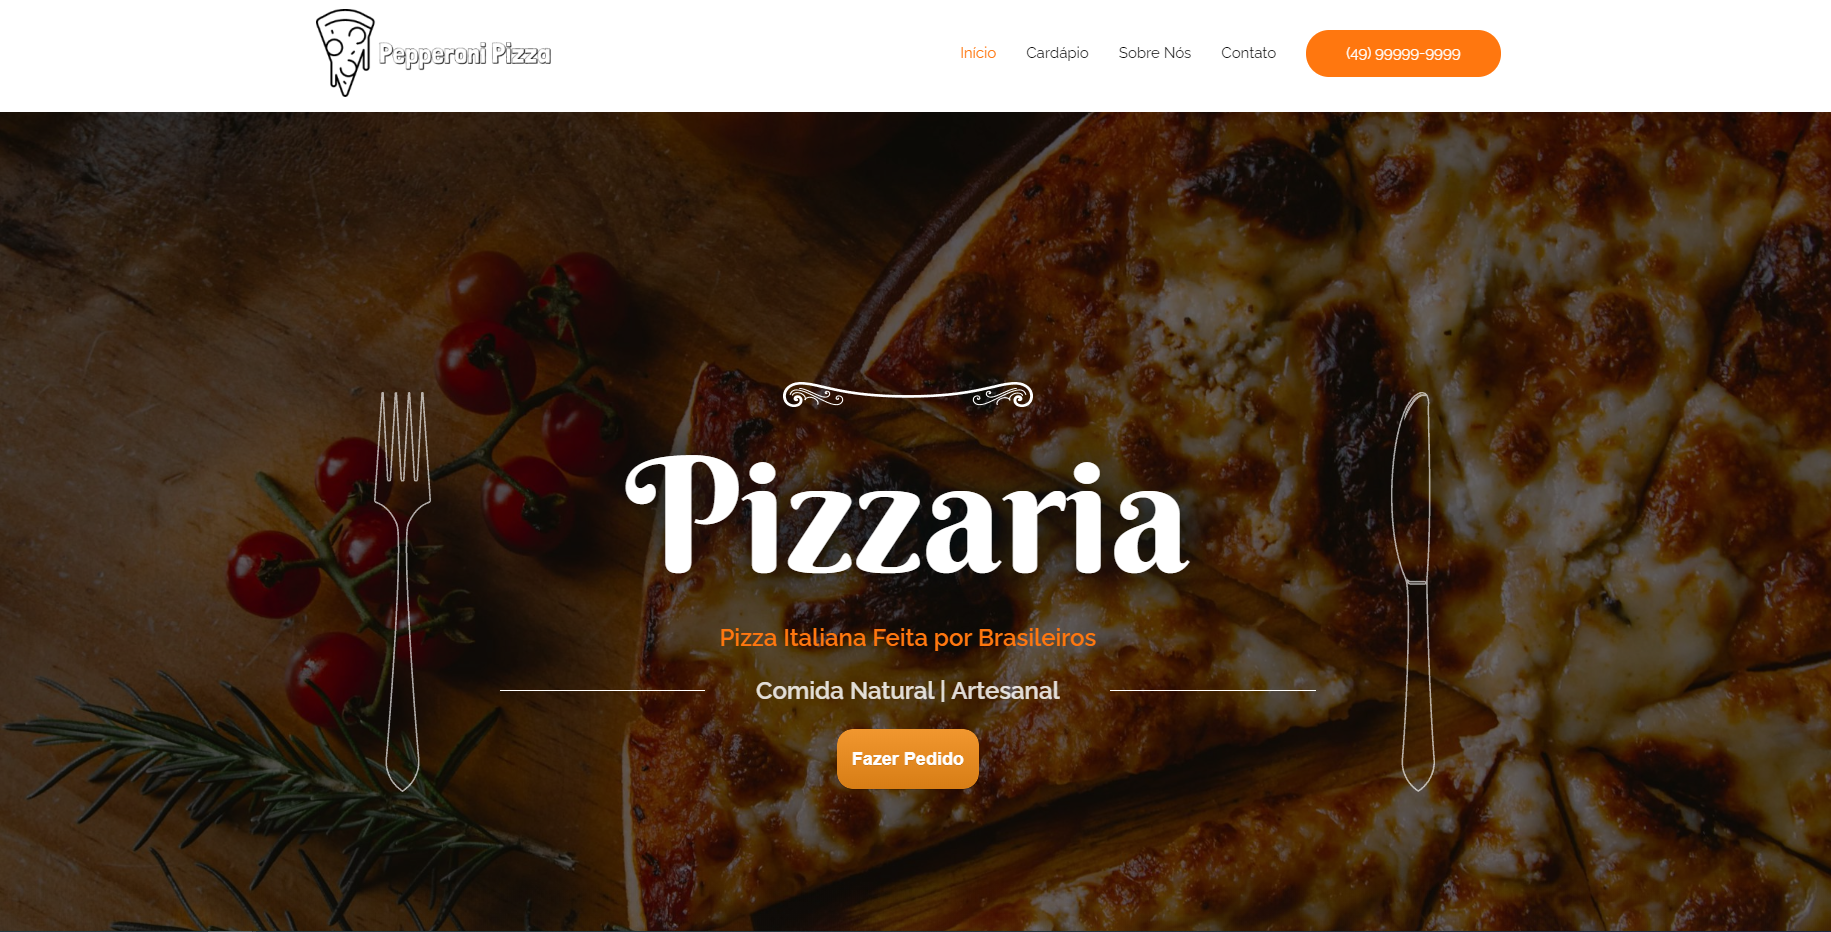 Pepperoni Pizza
Início Cardápio Sobre Nós Contato (49) 99999-9999
Pizzaria
Pizza Italiana Feita por Brasileiros
Comida Natural | Artesanal
Fazer Pedido